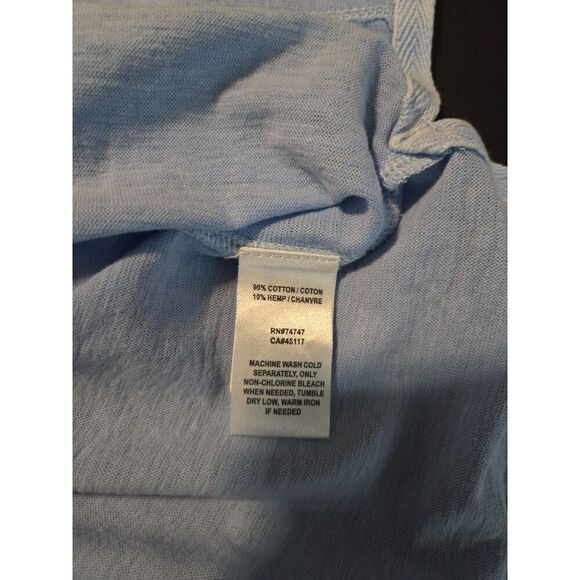 90% COTTON / COTON
10% HEMP / CHANVRE
RN#74747
CA#45117
MACHINE WASH COLD
SEPARATELY, ONLY
NON-CHLORINE BLEACH
WHEN NEEDED, TUMBLE
DRY LOW, WARM IRON
IF NEEDED